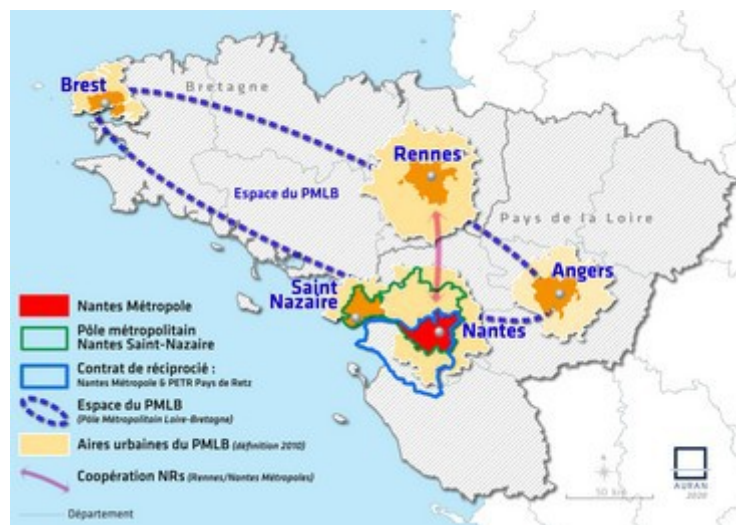 Brest
Bretagne
Rennes
Espace du PMLB
Pays de la Loire
Angers
Saint
Nazaire
Nantes
Nantes Métropole
Pôle métropolitain
Nantes Saint-Nazaire
Contrat de réciprocié :
Nantes Métropole & PETR Pays de Retz
Espace du PMLB
(Pôle Métropolitain Loire-Bretagne)
Aires urbaines du PMLB (définition 2010)
Coopération NRs (Rennes/Nantes Métropoles)
Département
50 km
AURAN
2020